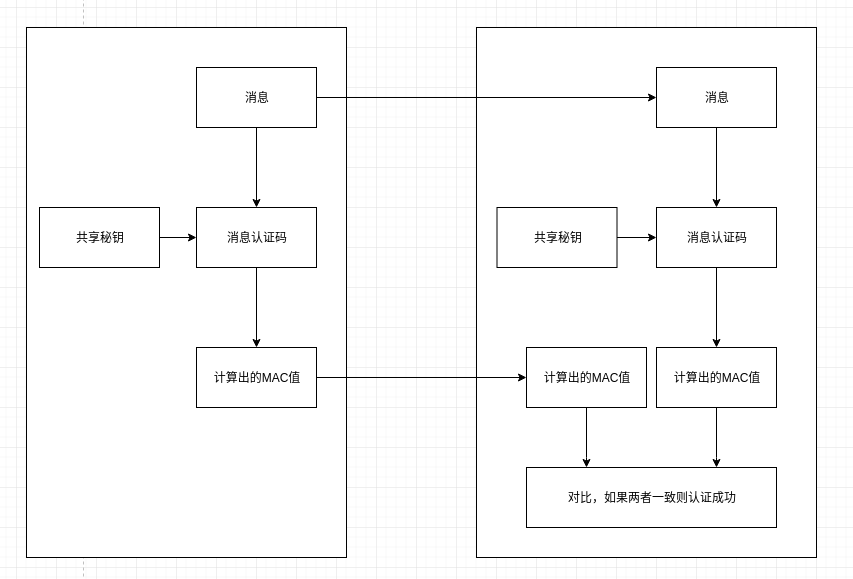 消息
消息
共享秘钥
消息认证码
共享秘钥
消息认证码
计算出的MAC值
计算出的MAC值
计算出的MAC值
对比，如果两者一致则认证成功